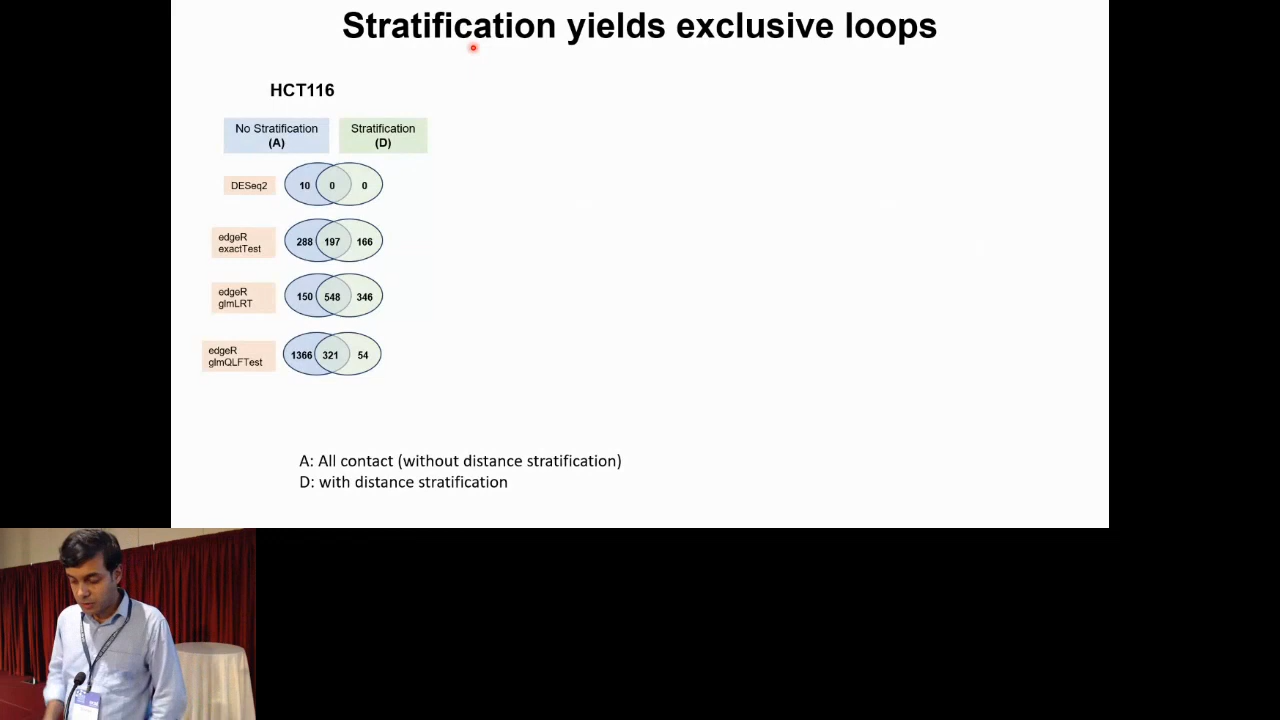 Stratification yields exclusive loops
HCT116
No Stratification
(A)
Stratification
(D)
DESeq2
10 0 0
edgeR
exactTest
288 197 166
edgeR
glmLRT
150 548 346
edgeR
glmQLFTest
1366 321 54
A: All contact (without distance stratification)
D: with distance stratification